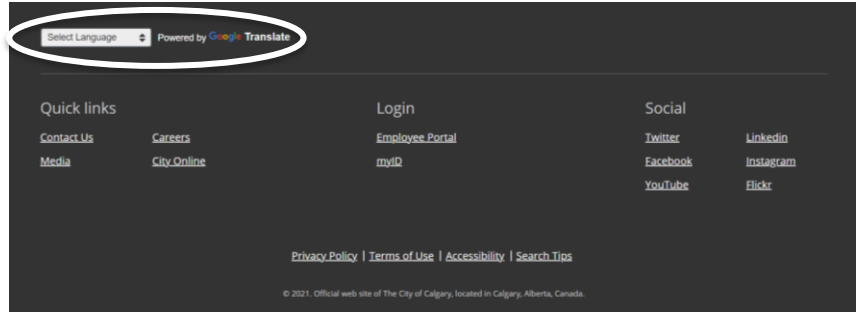 Select Language Powered by Google Translate
Quick links Login Social
Contact Us Careers Employee Portal Twitter Linkedin
Media City Online myID Facebook Instagram
YouTube Flickr
Privacy Policy | Terms of Use | Accessibility | Search Tips
© 2021. Official web site of The City of Calgary, located in Calgary, Alberta, Canada.